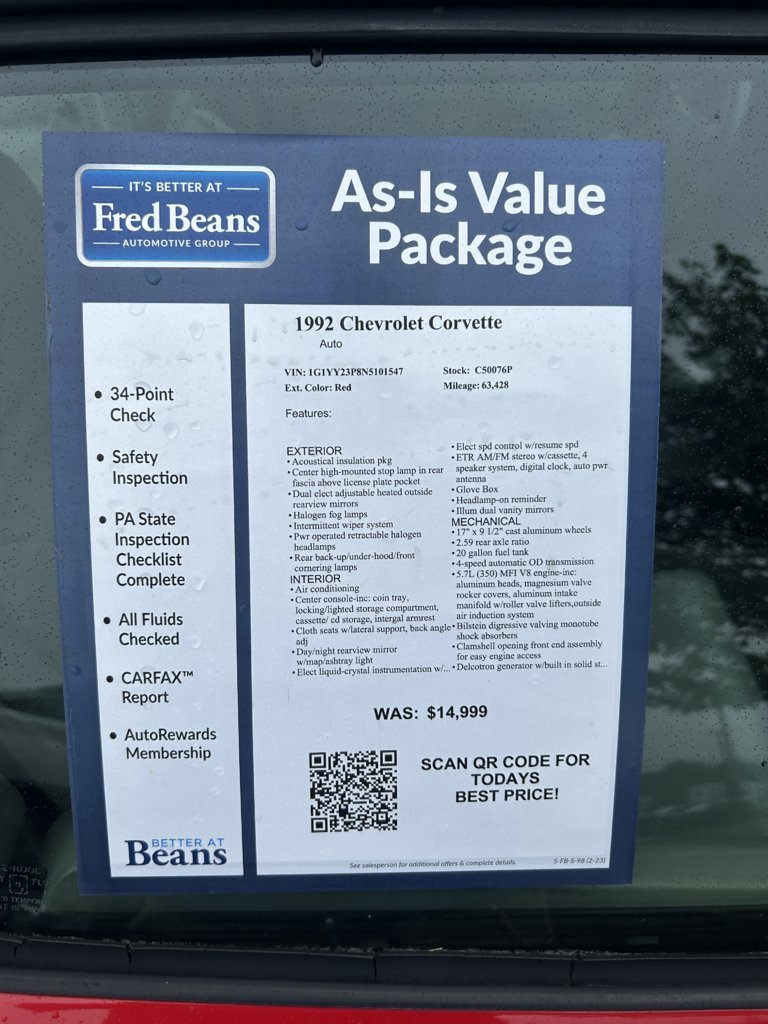 IT'S BETTER AT
Fred Beans
AUTOMOTIVE GROUP
As-Is Value
Package
• 34-Point
Check
• Safety
Inspection
• PA State
Inspection
Checklist
Complete
• All Fluids
Checked
• CARFAX™
Report
• AutoRewards
Membership
BETTER AT
Beans
1992 Chevrolet Corvette
Auto
VIN: 1G1YY23P8N5101547
Stock: C50076P
Ext. Color: Red
Mileage: 63,428
Features:
EXTERIOR
• Acoustical insulation pkg
• Center high-mounted stop lamp in rear
fascia above license plate pocket
• Dual elect adjustable heated outside
rearview mirrors
• Halogen fog lamps
• Intermittent wiper system
• Pwr operated retractable halogen
headlamps
• Rear back-up/under-hood/front
cornering lamps
INTERIOR
• Air conditioning
• Center console-inc: coin tray,
locking/lighted storage compartment,
cassette/ cd storage, intergal armrest
• Cloth seats w/lateral support, back angle
adj
• Day/night rearview mirror
w/map/ashtray light
• Elect liquid-crystal instrumentation w/...
• Elect spd control w/resume spd
• ETR AM/FM stereo w/cassette, 4
speaker system, digital clock, auto pwr
antenna
• Glove Box
• Headlamp-on reminder
• Illum dual vanity mirrors
MECHANICAL
• 17" x 9 1/2" cast aluminum wheels
• 2.59 rear axle ratio
• 20 gallon fuel tank
• 4-speed automatic OD transmission
• 5.7L (350) MFI V8 engine-inc:
aluminum heads, magnesium valve
rocker covers, aluminum intake
manifold w/roller valve lifters,outside
air induction system
• Bilstein digressive valving monotube
shock absorbers
• Clamshell opening front end assembly
for easy engine access
• Delcotron generator w/built in solid st...
WAS: $14,999
SCAN QR CODE FOR
TODAYS
BEST PRICE!
See salesperson for additional offers & complete details.
S-FB-S-98 (2-23)